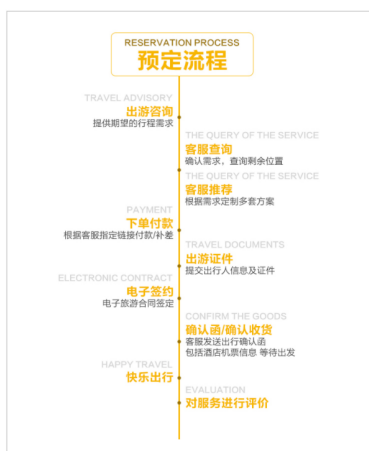 RESERVATION PROCESS
预定流程
TRAVEL ADVISORY
出游咨询
提供期望的行程需求
THE QUERY OF THE SERVICE
客服查询
确认需求，查询剩余位置
THE QUERY OF THE SERVICE
客服推荐
根据需求定制多套方案
PAYMENT
下单付款
根据客服指定链接付款/补差
TRAVEL DOCUMENTS
出游证件
提交出行人信息及证件
ELECTRONIC CONTRACT
电子签约
电子旅游合同签定
CONFIRM THE GOODS
确认函/确认收货
客服发送出行确认函
包括酒店机票信息 等待出发
HAPPY TRAVEL
快乐出行
EVALUATION
对服务进行评价